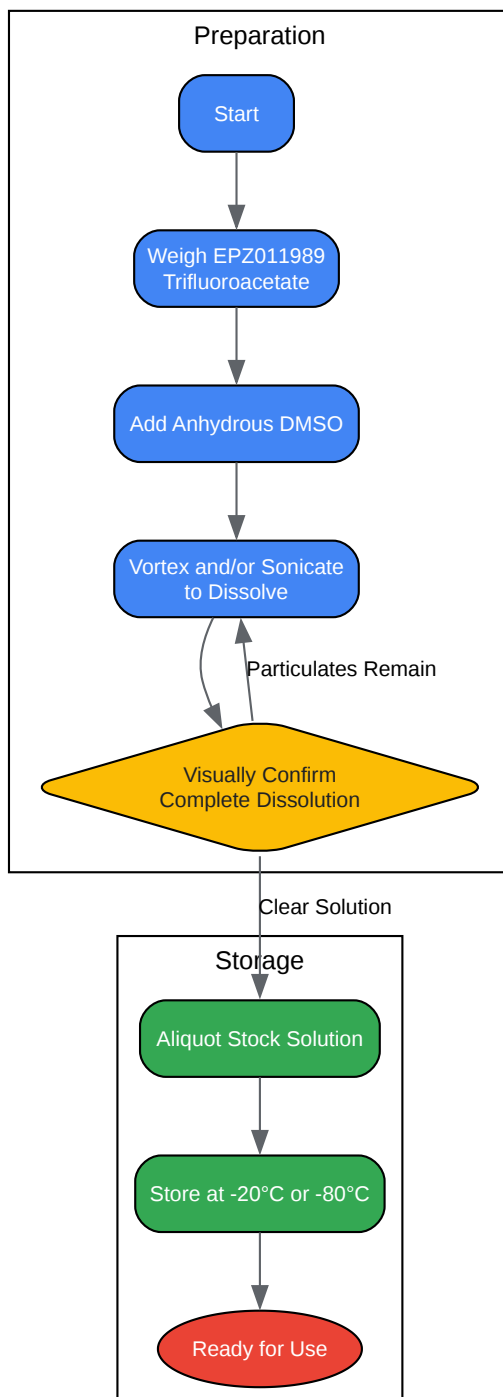 Preparation
Start
Weigh EPZ011989
Trifluoroacetate
Add Anhydrous DMSO
Vortex and/or Sonicate
to Dissolve
Particulates Remain
Visually Confirm
Complete Dissolution
Clear Solution
Storage
Aliquot Stock Solution
Store at -20°C or -80°C
Ready for Use